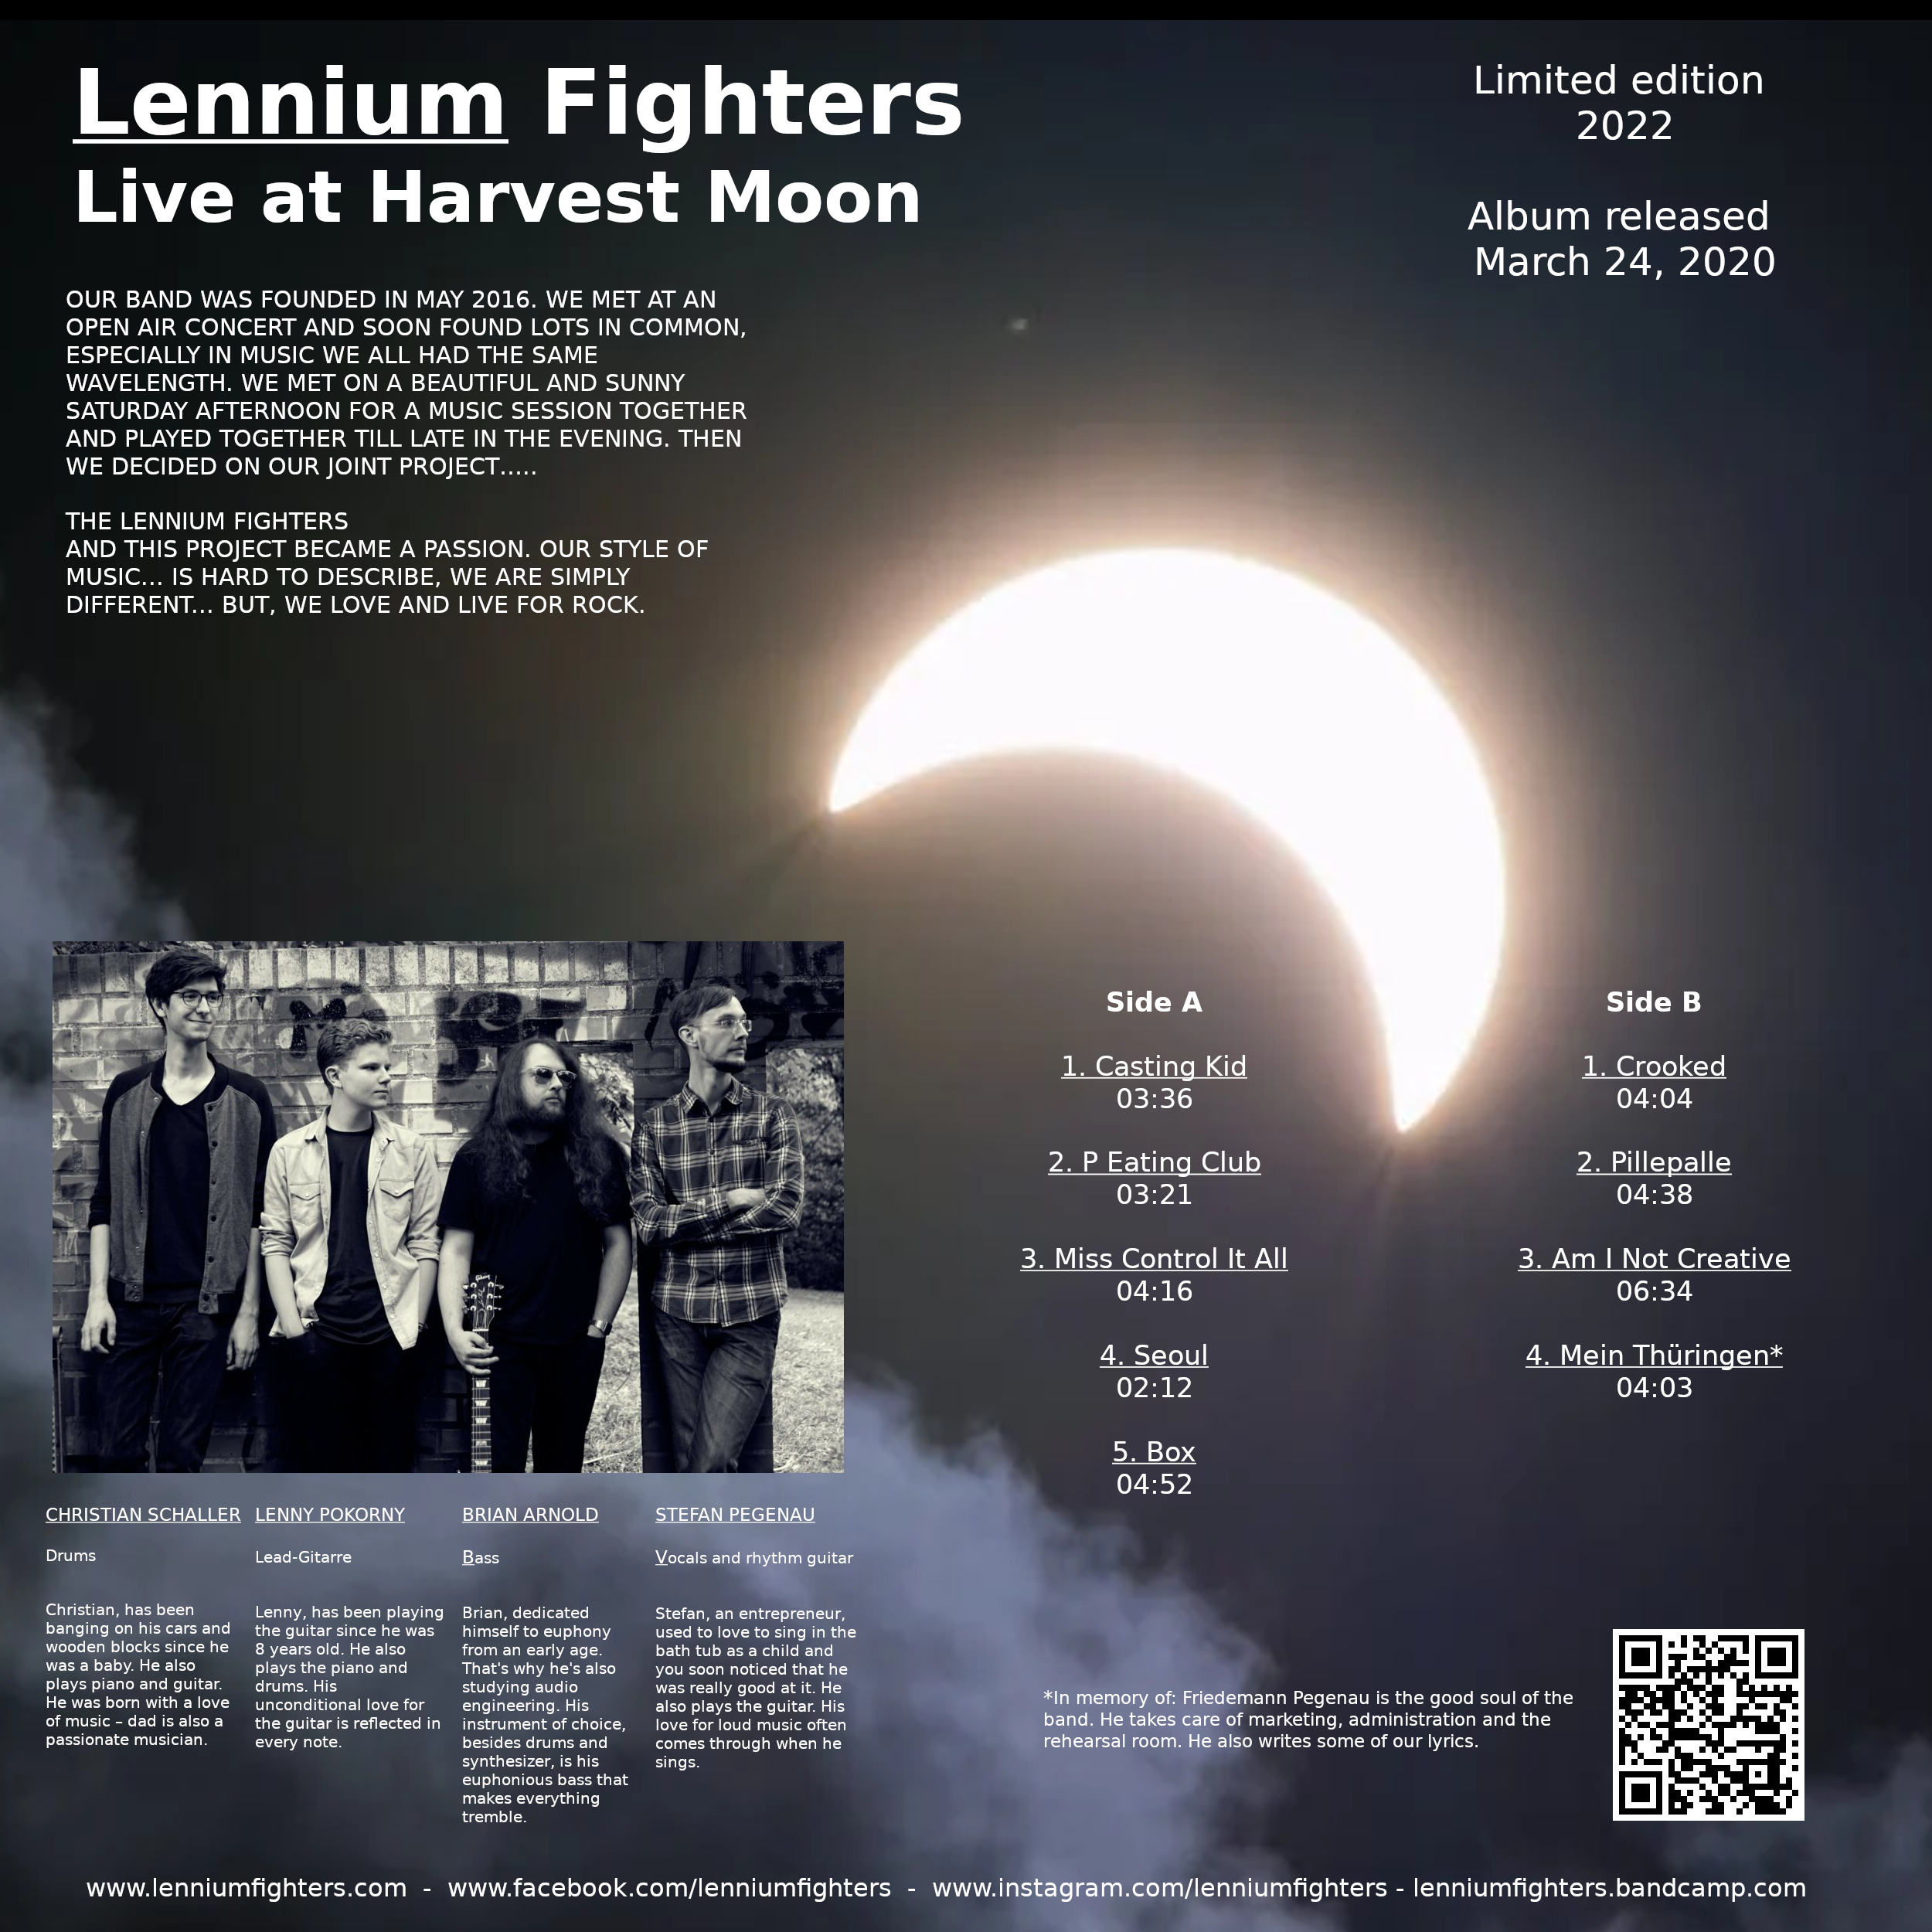 Lennium Fighters
Live at Harvest Moon
Limited edition
2022
Album released
March 24, 2020
OUR BAND WAS FOUNDED IN MAY 2016. WE MET AT AN
OPEN AIR CONCERT AND SOON FOUND LOTS IN COMMON,
ESPECIALLY IN MUSIC WE ALL HAD THE SAME
WAVELENGTH. WE MET ON A BEAUTIFUL AND SUNNY
SATURDAY AFTERNOON FOR A MUSIC SESSION TOGETHER
AND PLAYED TOGETHER TILL LATE IN THE EVENING. THEN
WE DECIDED ON OUR JOINT PROJECT.....
THE LENNIUM FIGHTERS
AND THIS PROJECT BECAME A PASSION. OUR STYLE OF
MUSIC... IS HARD TO DESCRIBE, WE ARE SIMPLY
DIFFERENT... BUT, WE LOVE AND LIVE FOR ROCK.
Side A
1. Casting Kid
03:36
2. P Eating Club
03:21
3. Miss Control It All
04:16
4. Seoul
02:12
5. Box
04:52
Side B
1. Crooked
04:04
2. Pillepalle
04:38
3. Am I Not Creative
06:34
4. Mein Thüringen*
04:03
CHRISTIAN SCHALLER
Drums
Christian, has been
banging on his cars and
wooden blocks since he
was a baby. He also
plays piano and guitar.
He was born with a love
of music – dad is also a
passionate musician.
LENNY POKORNY
Lead-Gitarre
Lenny, has been playing
the guitar since he was
8 years old. He also
plays the piano and
drums. His
unconditional love for
the guitar is reflected in
every note.
BRIAN ARNOLD
Bass
Brian, dedicated
himself to euphony
from an early age.
That's why he's also
studying audio
engineering. His
instrument of choice,
besides drums and
synthesizer, is his
euphonious bass that
makes everything
tremble.
STEFAN PEGENAU
Vocals and rhythm guitar
Stefan, an entrepreneur,
used to love to sing in the
bath tub as a child and
you soon noticed that he
was really good at it. He
also plays the guitar. His
love for loud music often
comes through when he
sings.
*In memory of: Friedemann Pegenau is the good soul of the
band. He takes care of marketing, administration and the
rehearsal room. He also writes some of our lyrics.
www.lenniumfighters.com - www.facebook.com/lenniumfighters - www.instagram.com/lenniumfighters - lenniumfighters.bandcamp.com